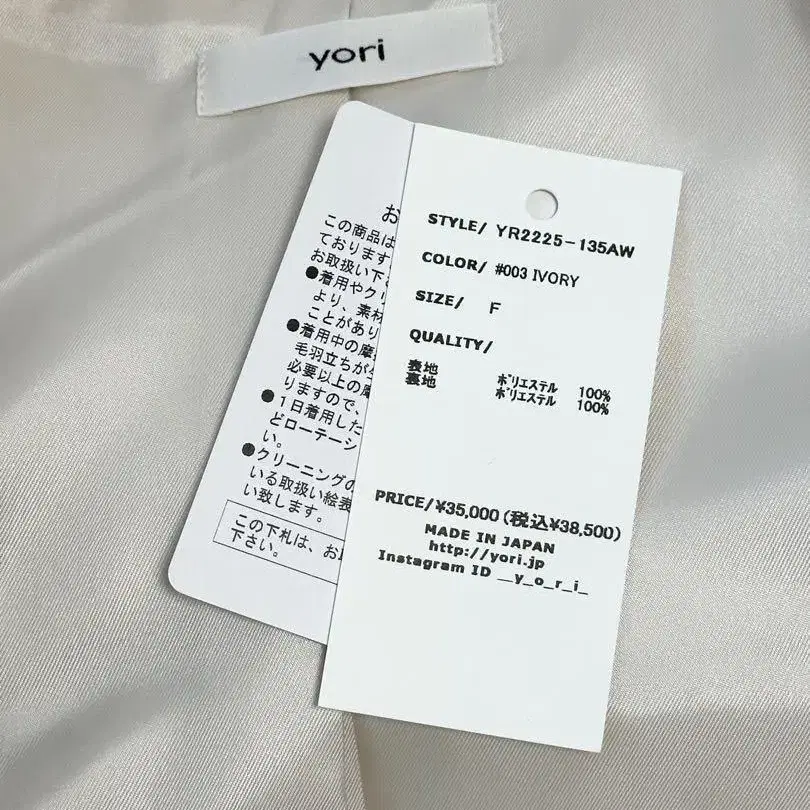 yori
お
この商品は
ております
お取扱い下
●着用やクリ
より、素材
ことがあり
●着用中の摩
毛羽立ちが
必要以上の摩
りますので、
●1日着用した
どローテーシ
い。
●クリーニングの
いる取扱い絵表
い致します。
この下札は、お取
下さい。
STYLE/ YR2225-135AW
COLOR/ #003 IVORY
SIZE/ F
QUALITY/
表地 ポリエステル 100%
裏地 ポリエステル 100%
PRICE/¥35,000(税込¥38,500)
MADE IN JAPAN
http://yori.jp
Instagram ID __y_o_r_i_